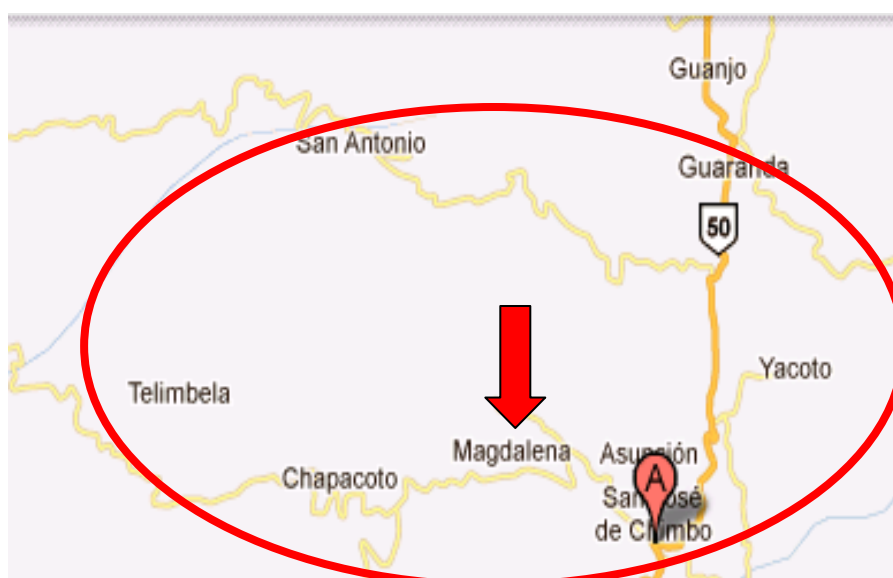 Guanjo
San Antonio
Guaranda
50
Yacoto
Telimbela
Magdalena
Asunción
Chapacoto
A
San José
de Chimbo